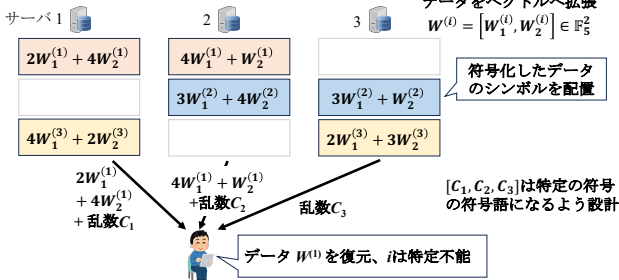 データをベクトルへ拡張
サーバ 1
2
3
W^{(i)} = [W_1^{(i)}, W_2^{(i)}] ∈ F_5^2
2W_1^{(1)} + 4W_2^{(1)}
4W_1^{(1)} + W_2^{(1)}
3W_1^{(2)} + 4W_2^{(2)}
3W_1^{(2)} + W_2^{(2)}
4W_1^{(3)} + 2W_2^{(3)}
2W_1^{(3)} + 3W_2^{(3)}
符号化したデータ
のシンボルを配置
2W_1^{(1)}
+ 4W_2^{(1)}
+ 乱数C_1
4W_1^{(1)} + W_2^{(1)}
+乱数C_2
乱数C_3
[C_1, C_2, C_3]は特定の符号
の符号語になるよう設計
データ W^{(1)} を復元、iは特定不能